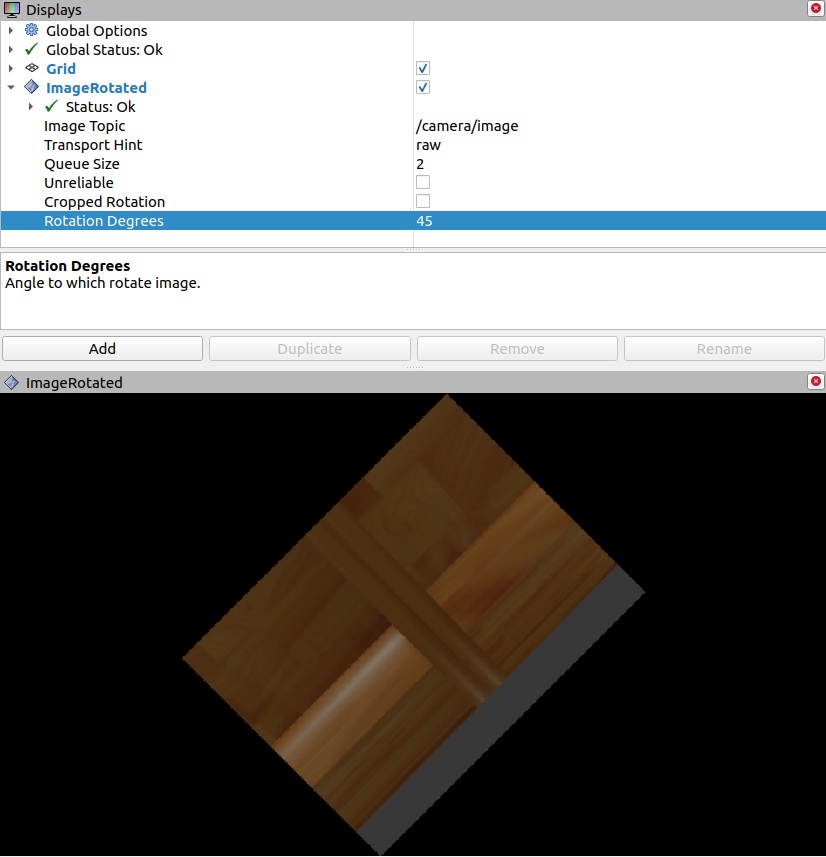 Displays
Global Options
Global Status: Ok
Grid
ImageRotated
Status: Ok
Image Topic /camera/image
Transport Hint raw
Queue Size 2
Unreliable
Cropped Rotation
Rotation Degrees 45
Rotation Degrees
Angle to which rotate image.
Add Duplicate Remove Rename
ImageRotated